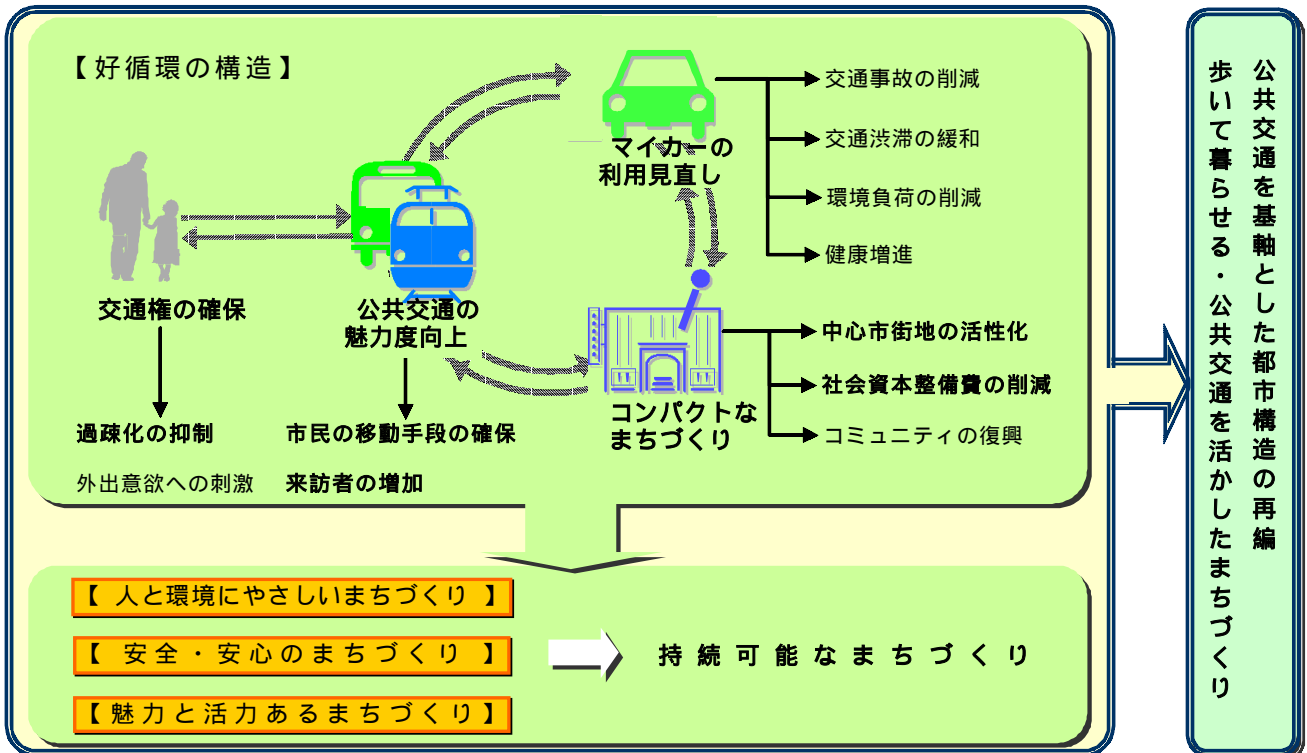 【好循環の構造】
交通権の確保
過疎化の抑制
外出意欲への刺激
公共交通の
魅力度向上
市民の移動手段の確保
来訪者の増加
マイカーの
利用見直し
交通事故の削減
交通渋滞の緩和
環境負荷の削減
健康増進
コンパクトな
まちづくり
中心市街地の活性化
社会資本整備費の削減
コミュニティの復興
【 人と環境にやさしいまちづくり 】
【 安全・安心のまちづくり 】
【魅力と活力あるまちづくり】
持続可能なまちづくり
公共交通を基軸とした都市構造の再編
歩いて暮らせる・公共交通を活かしたまちづくり